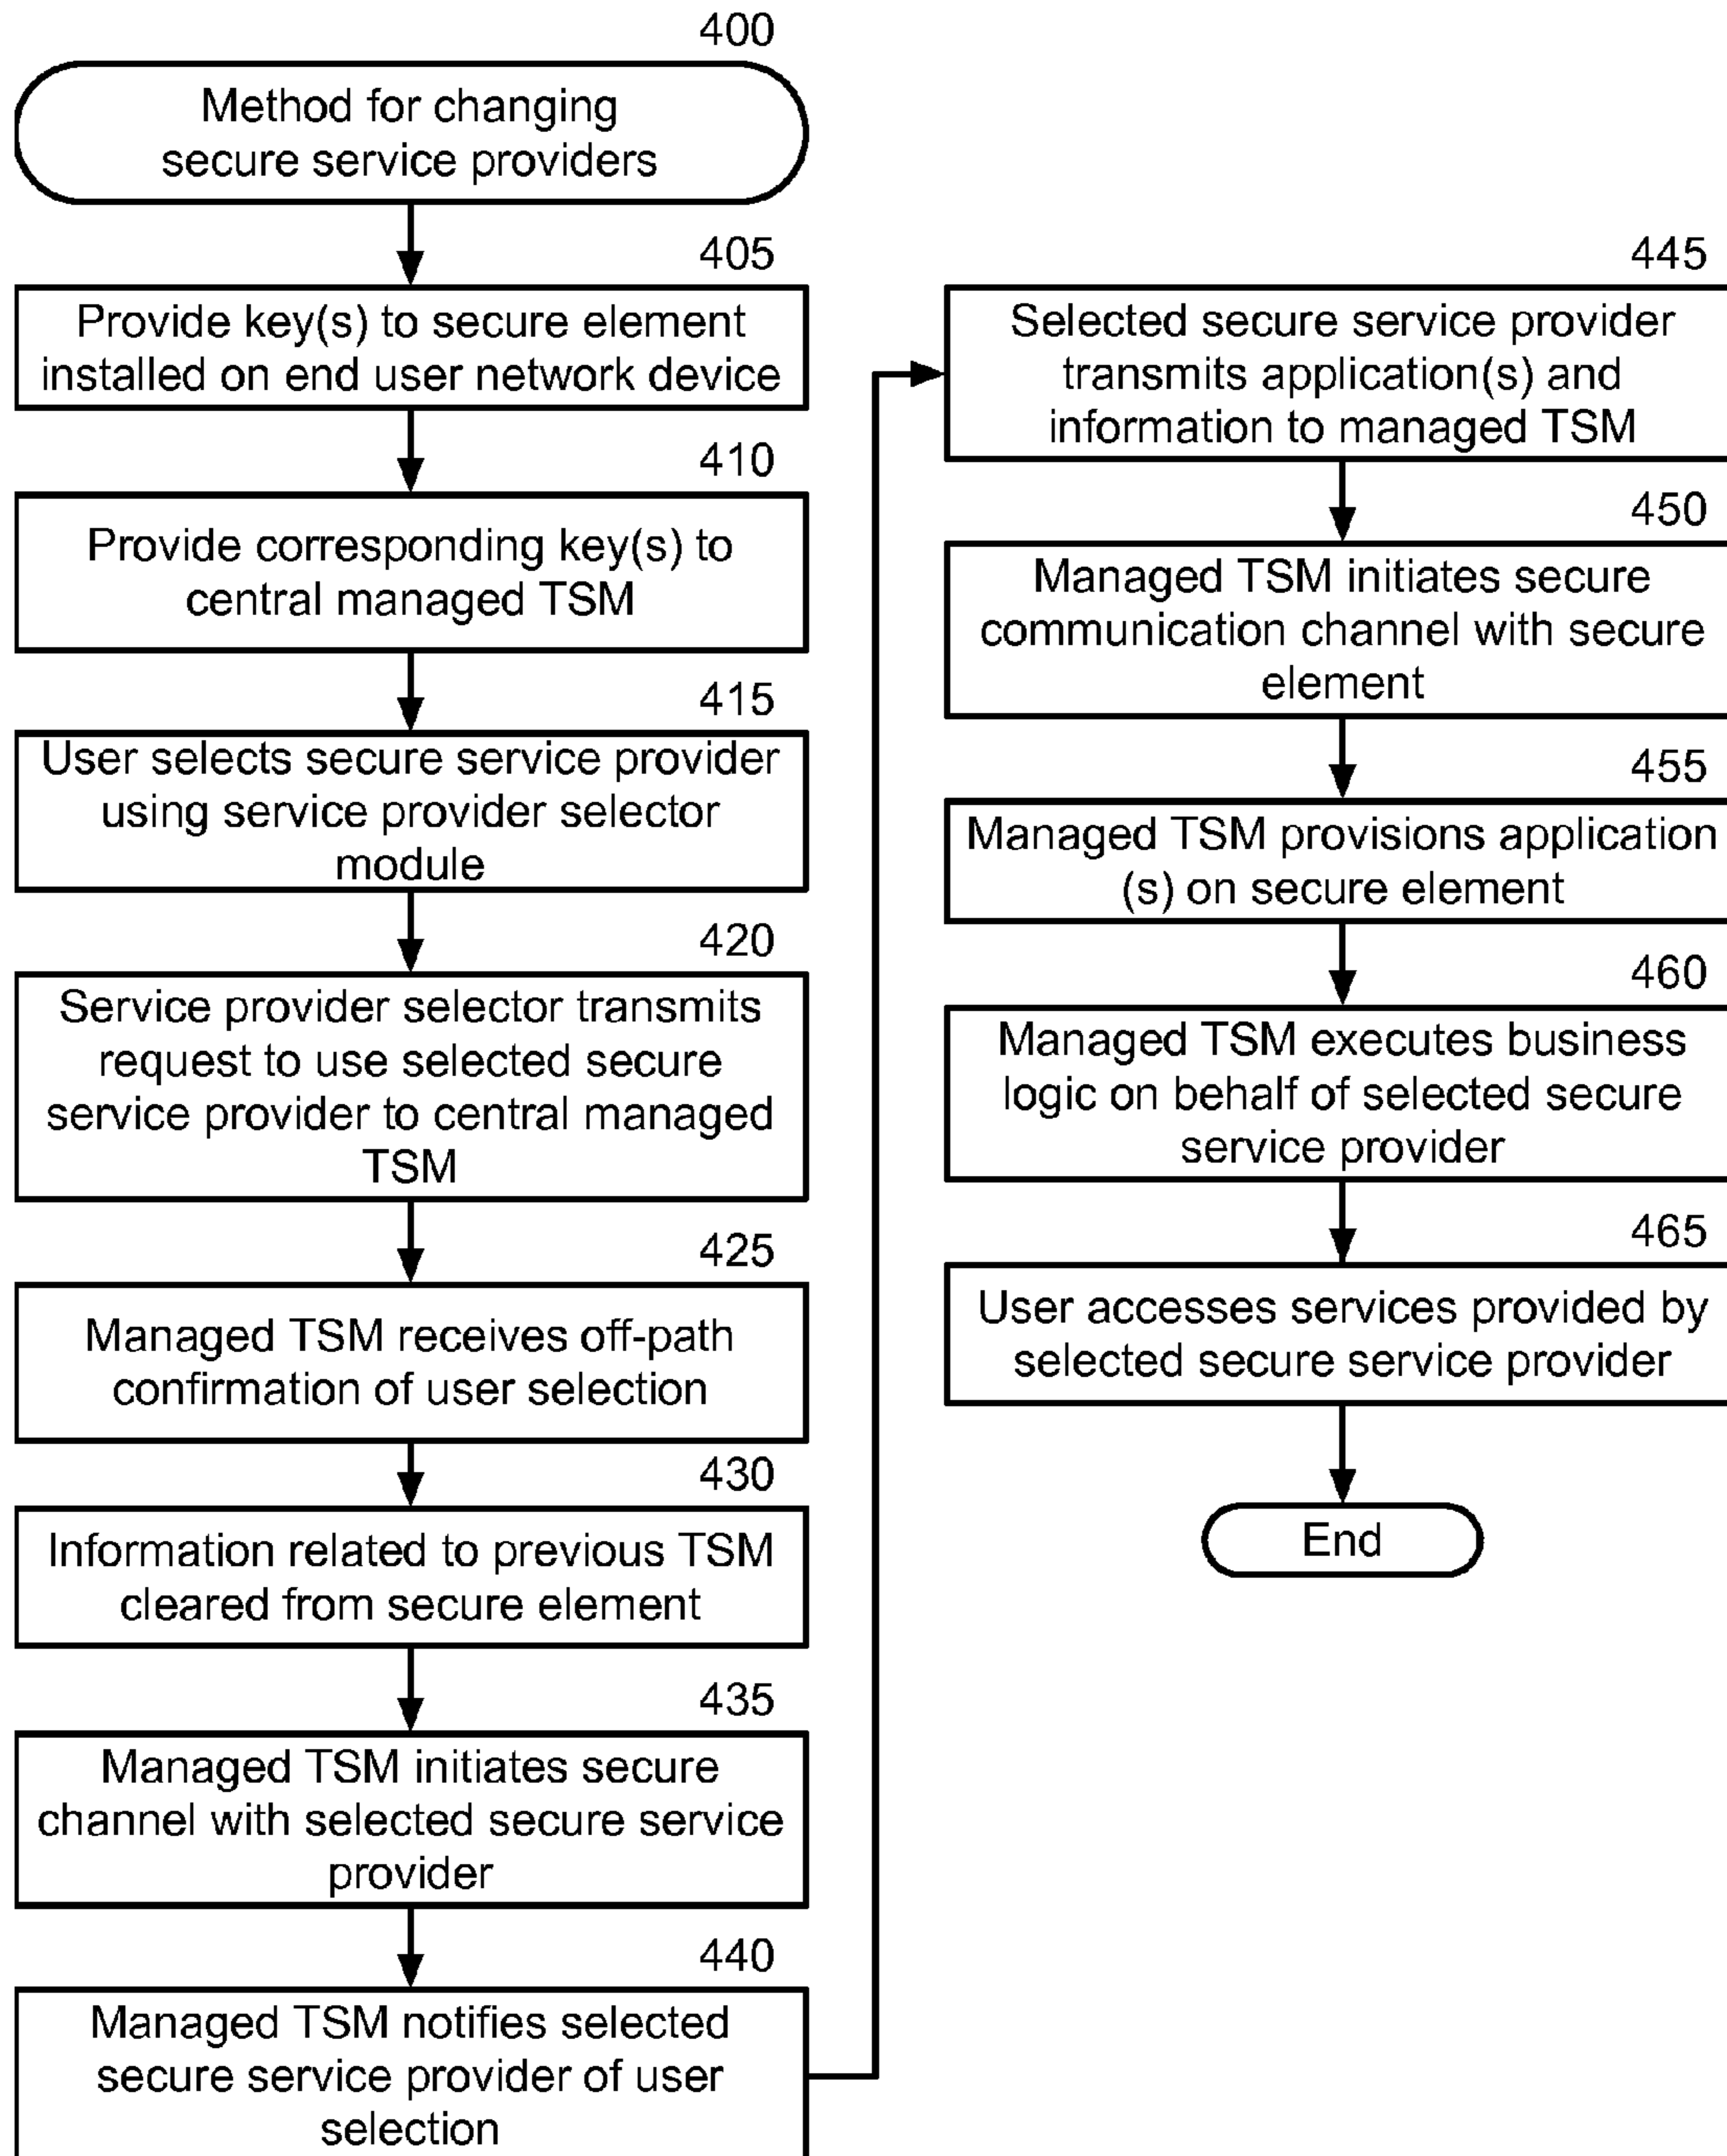 400
Method for changing
secure service providers
405
Provide key(s) to secure element
installed on end user network device
410
Provide corresponding key(s) to
central managed TSM
415
User selects secure service provider
using service provider selector
module
420
Service provider selector transmits
request to use selected secure
service provider to central managed
TSM
425
Managed TSM receives off-path
confirmation of user selection
430
Information related to previous TSM
cleared from secure element
435
Managed TSM initiates secure
channel with selected secure service
provider
440
Managed TSM notifies selected
secure service provider of user
selection
445
Selected secure service provider
transmits application(s) and
information to managed TSM
450
Managed TSM initiates secure
communication channel with secure
element
455
Managed TSM provisions application
(s) on secure element
460
Managed TSM executes business
logic on behalf of selected secure
service provider
465
User accesses services provided by
selected secure service provider
End